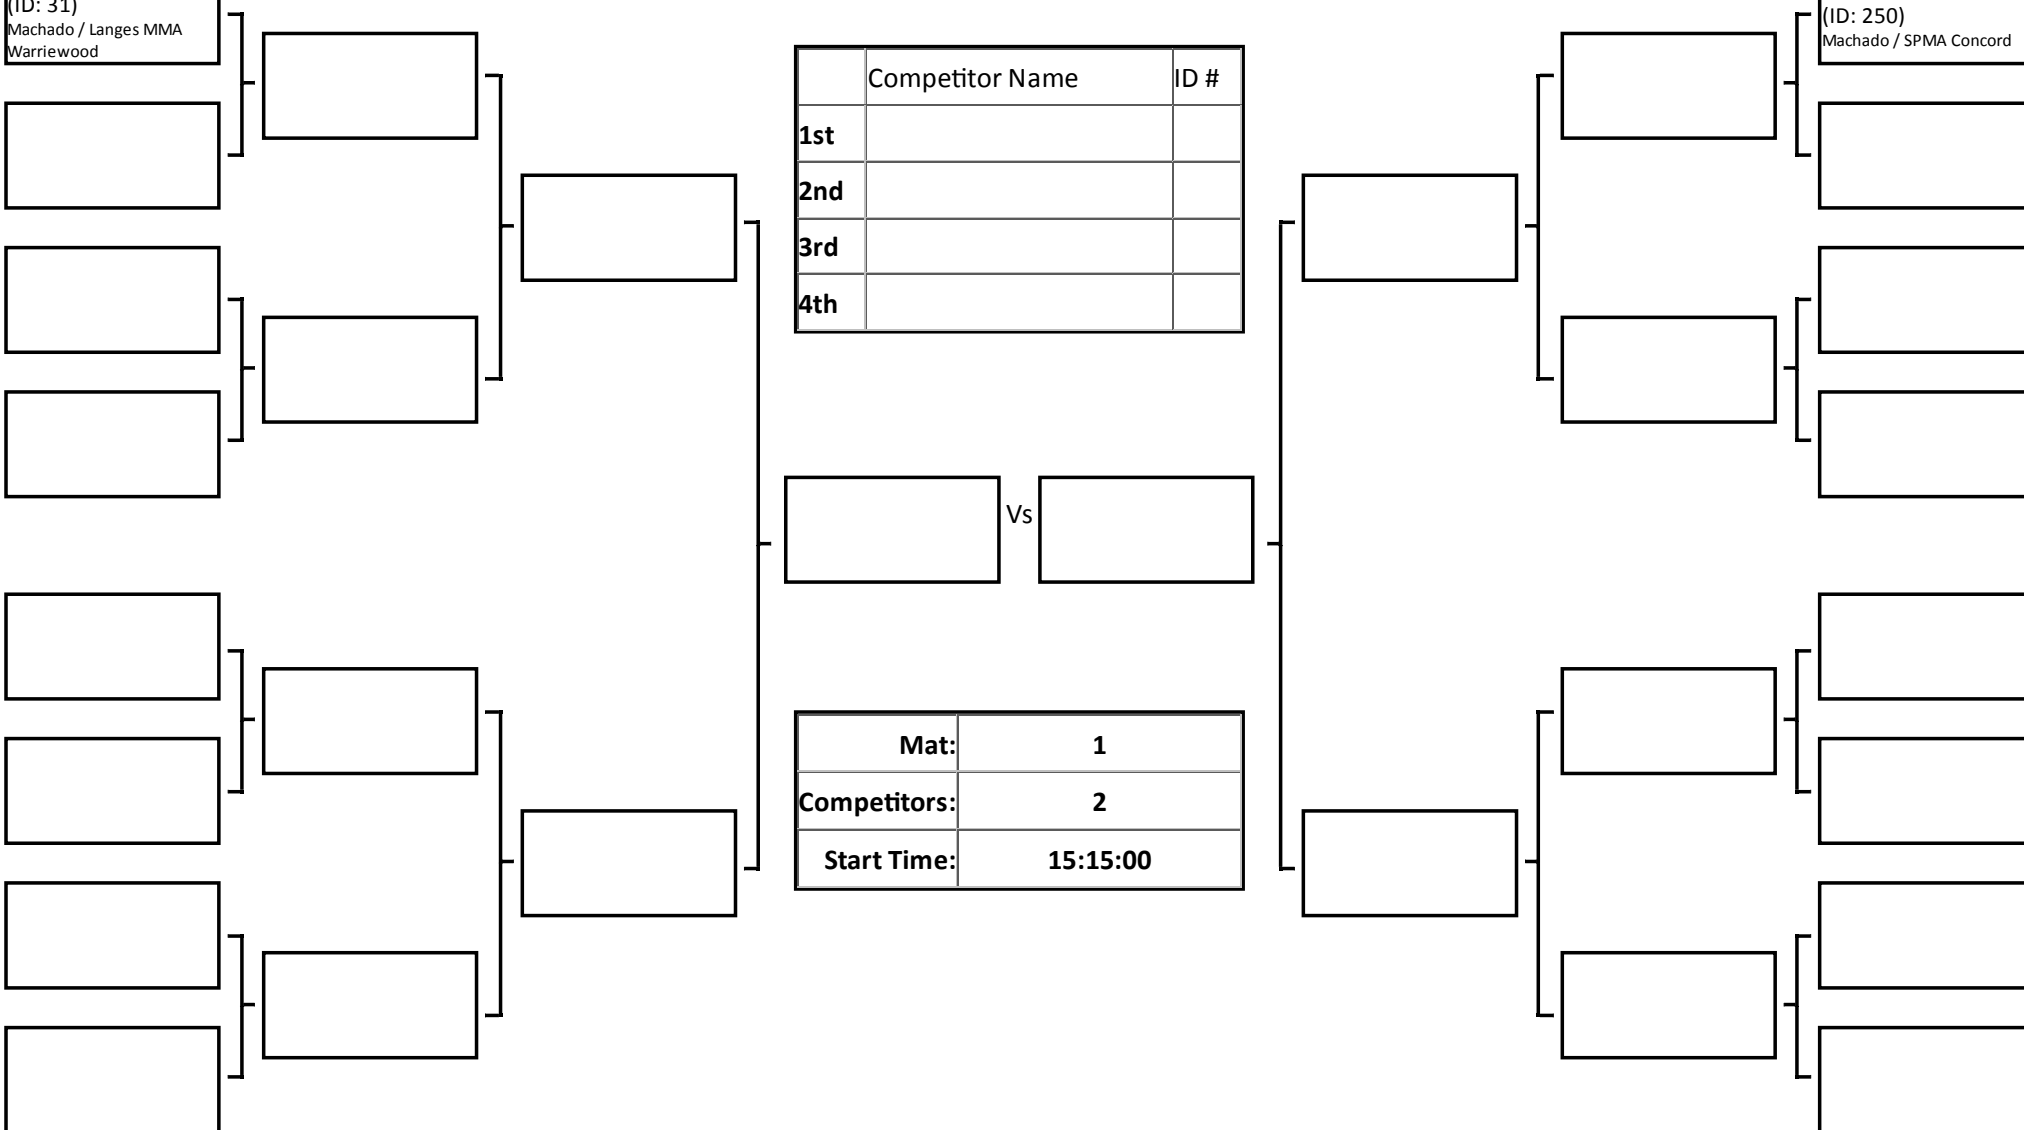 (ID: 31)
Machado / Langes MMA
Warriewood
(ID: 250)
Machado / SPMA Concord
Competitor Name ID #
1st
2nd
3rd
4th
Vs
Mat: 1
Competitors: 2
Start Time: 15:15:00